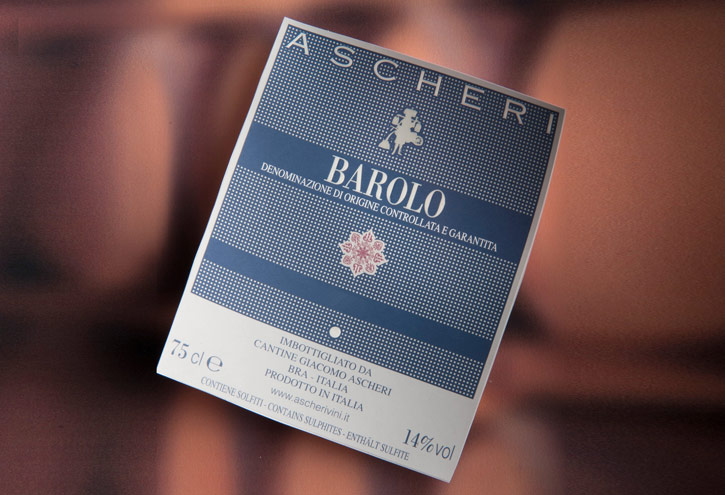 ASCHERI
BAROLO
DENOMINAZIONE DI ORIGINE CONTROLLATA E GARANTITA
IMBOTTIGLIATO DA
CANTINE GIACOMO ASCHERI
BRA - ITALIA
PRODOTTO IN ITALIA
www.ascherivini.it
75 cl e
14% vol
CONTIENE SOLFITI - CONTAINS SULPHITES - ENTHÄLT SULFITE